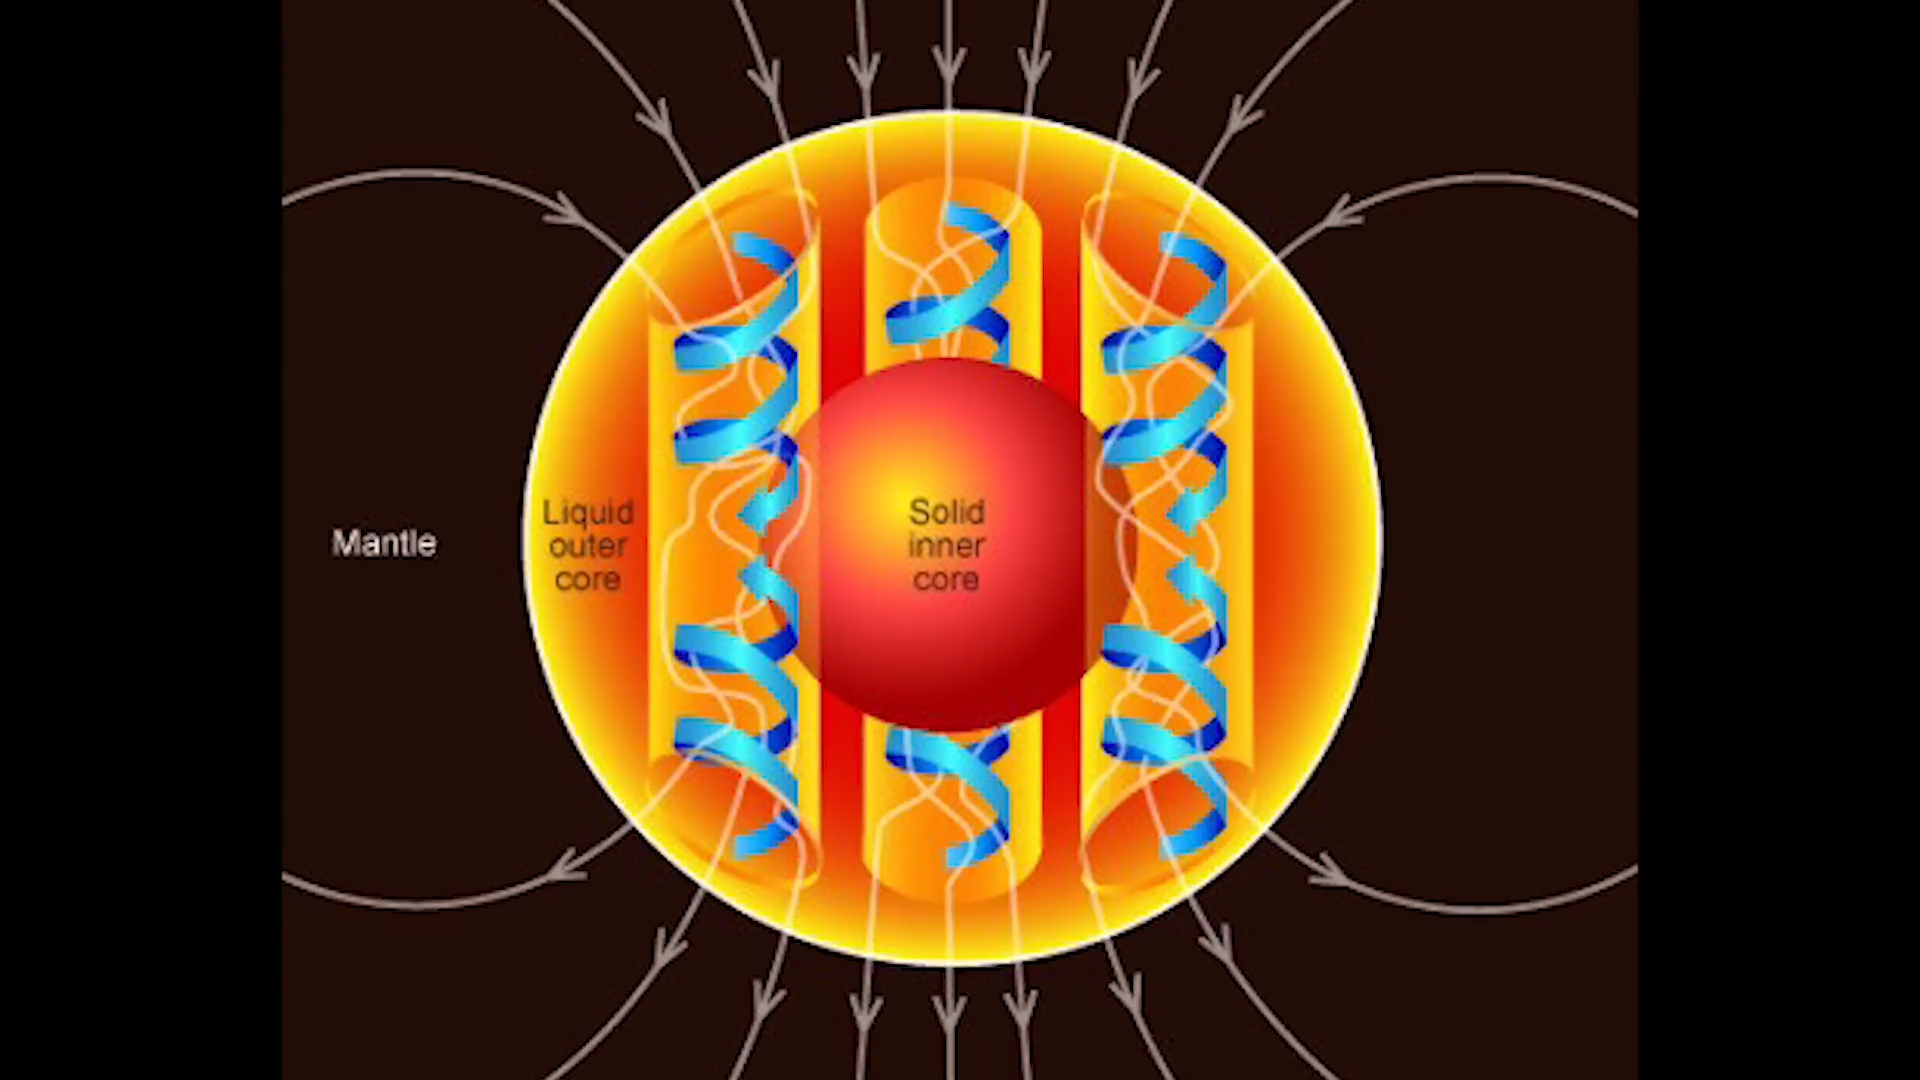 Mantle
Liquid
outer
core
Solid
inner
core